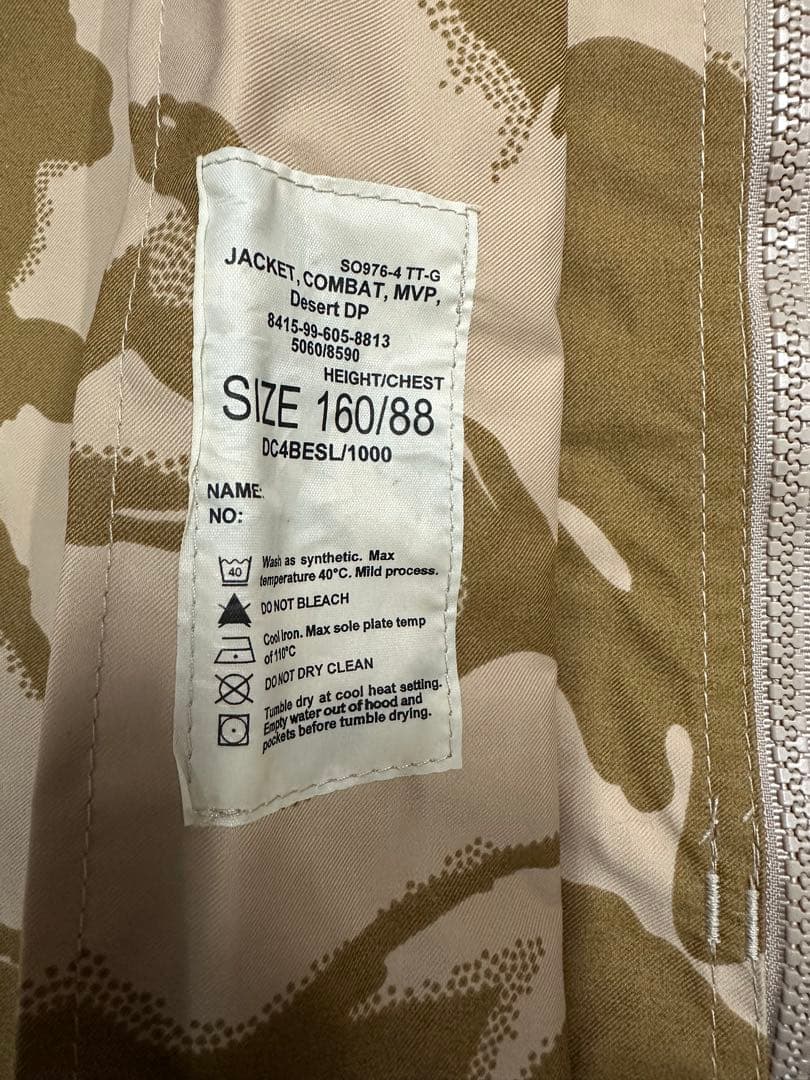 SO976-4 TT-G
JACKET, COMBAT, MVP,
Desert DP
8415-99-605-8813
5060/8590
HEIGHT/CHEST
SIZE 160/88
DC4BESL/1000
NAME:
NO:
40 Wash as synthetic. Max
temperature 40°C. Mild process.
DO NOT BLEACH
Cool Iron. Max sole plate temp
of 110°C
DO NOT DRY CLEAN
Tumble dry at cool heat setting.
Empty water out of hood and
pockets before tumble drying.